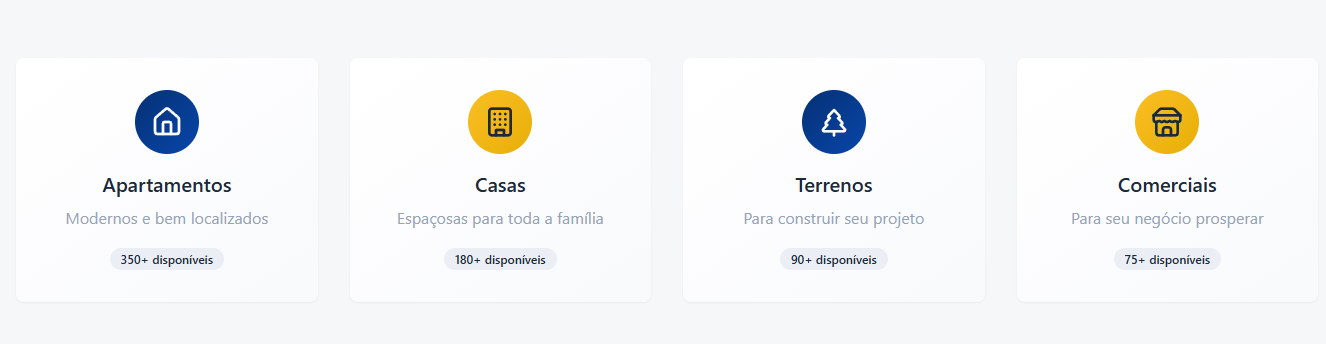 Apartamentos
Modernos e bem localizados
350+ disponíveis
Casas
Espaçosas para toda a família
180+ disponíveis
Terrenos
Para construir seu projeto
90+ disponíveis
Comerciais
Para seu negócio prosperar
75+ disponíveis